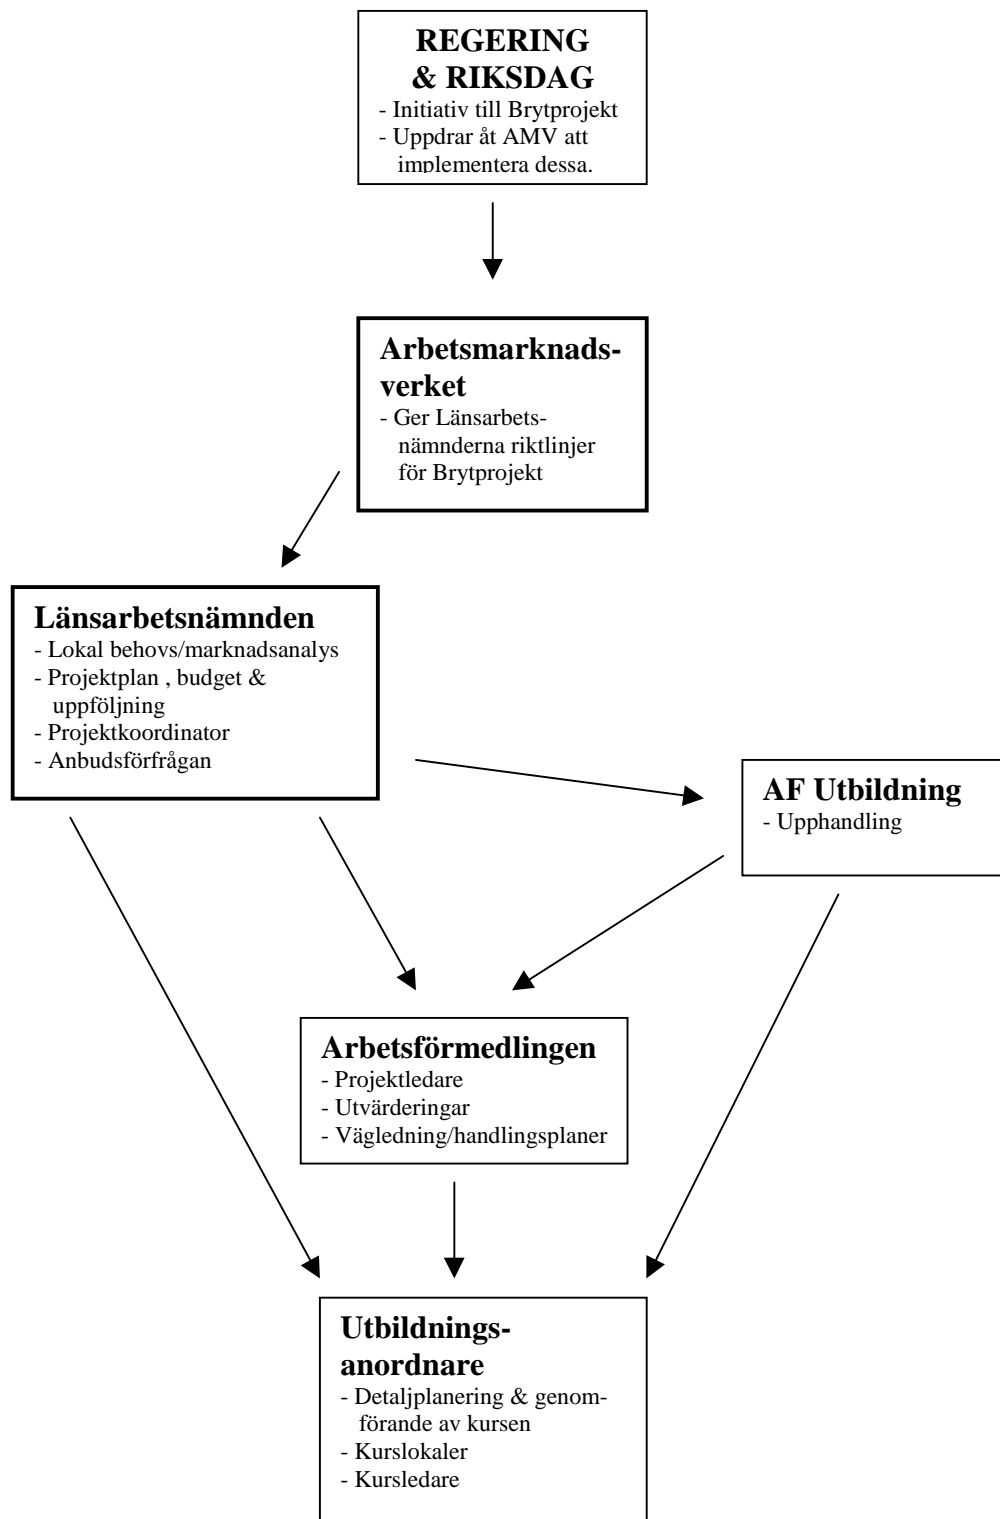 REGERING
& RIKSDAG
- Initiativ till Brytprojekt
- Uppdrar åt AMV att
implementera dessa.
Arbetsmarknads-
verket
- Ger Länsarbets-
nämnderna riktlinjer
för Brytprojekt
Länsarbetsnämnden
- Lokal behovs/marknadsanalys
- Projektplan , budget &
uppföljning
- Projektkoordinator
- Anbudsförfrågan
AF Utbildning
- Upphandling
Arbetsförmedlingen
- Projektledare
- Utvärderingar
- Vägledning/handlingsplaner
Utbildnings-
anordnare
- Detaljplanering & genom-
förande av kursen
- Kurslokaler
- Kursledare